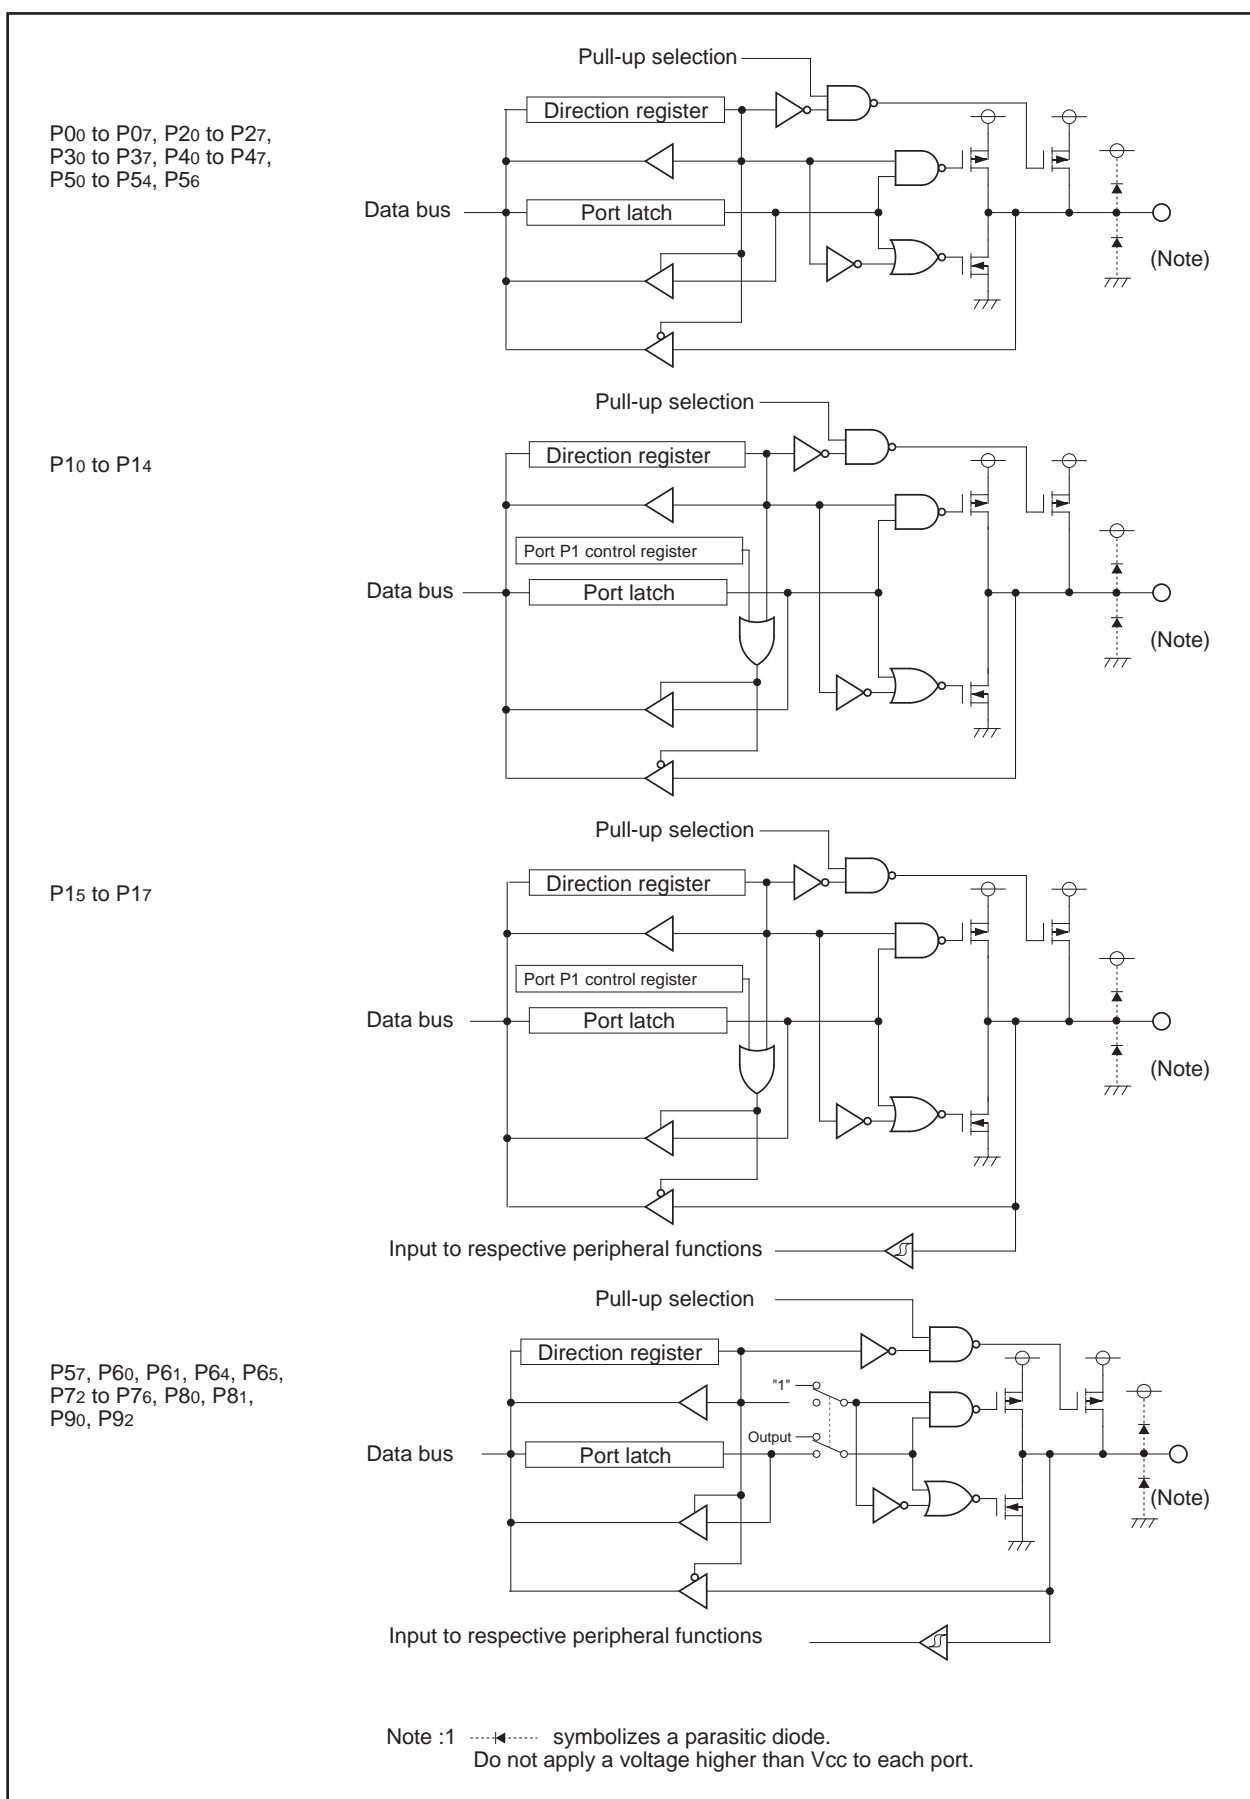 Pull-up selection
Direction register
P00 to P07, P20 to P27,
P30 to P37, P40 to P47,
P50 to P54, P56
Data bus
Port latch
(Note)
Pull-up selection
P10 to P14
Direction register
Port P1 control register
Data bus
Port latch
(Note)
Pull-up selection
P15 to P17
Direction register
Port P1 control register
Data bus
Port latch
(Note)
Input to respective peripheral functions
Pull-up selection
Direction register
P57, P60, P61, P64, P65,
P72 to P76, P80, P81,
P90, P92
"1"
Output
Data bus
Port latch
(Note)
Input to respective peripheral functions
Note :1 symbolizes a parasitic diode.
Do not apply a voltage higher than Vcc to each port.